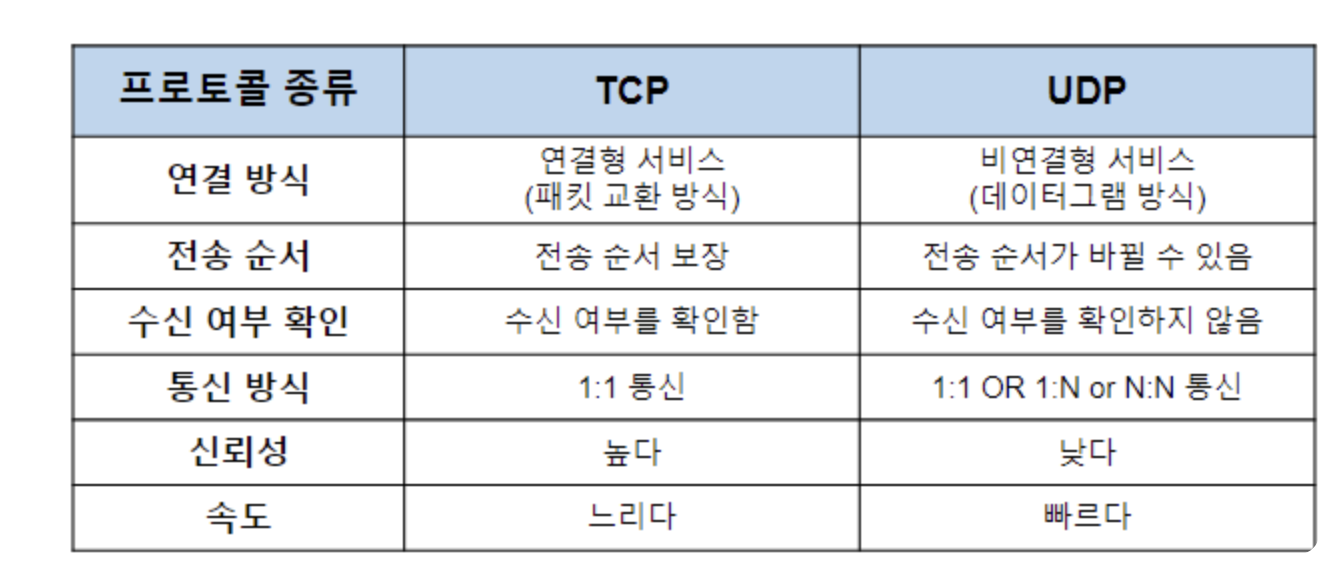 프로토콜 종류 TCP UDP
연결 방식 연결형 서비스 비연결형 서비스
(패킷 교환 방식) (데이터그램 방식)
전송 순서 전송 순서 보장 전송 순서가 바뀔 수 있음
수신 여부 확인 수신 여부를 확인함 수신 여부를 확인하지 않음
통신 방식 1:1 통신 1:1 OR 1:N or N:N 통신
신뢰성 높다 낮다
속도 느리다 빠르다